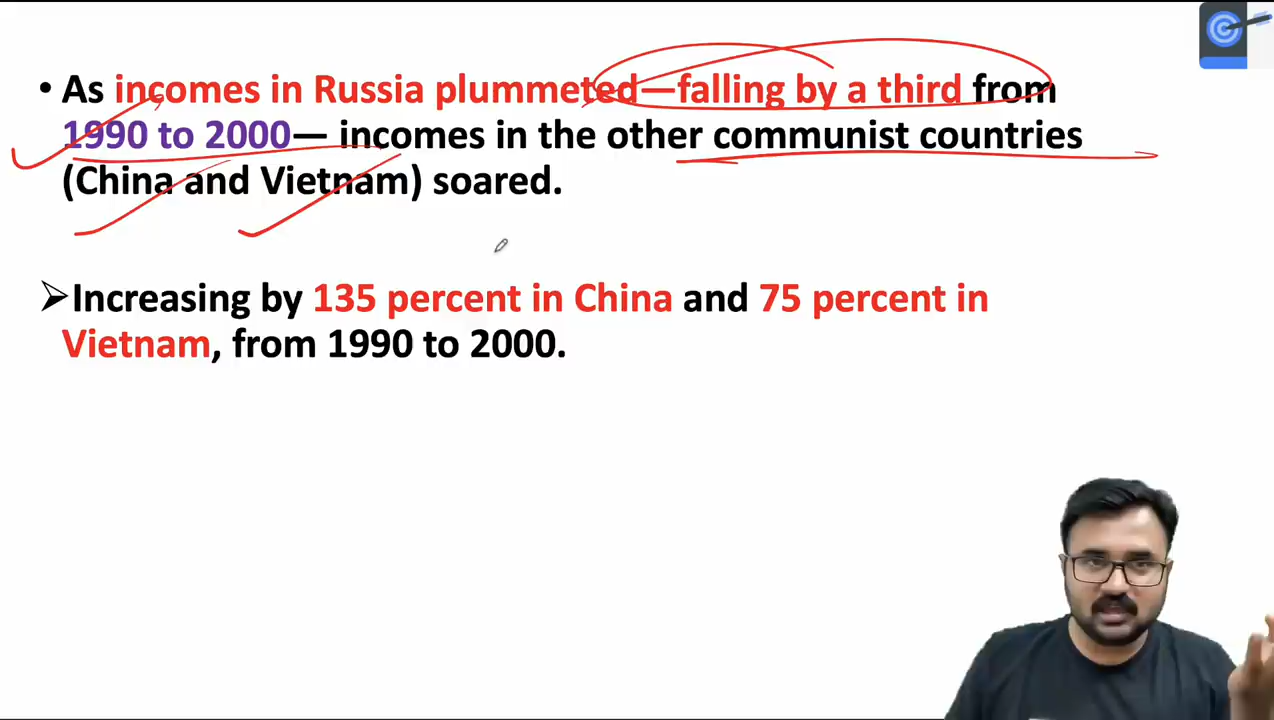 • As incomes in Russia plummeted—falling by a third from
1990 to 2000— incomes in the other communist countries
(China and Vietnam) soared.
➢Increasing by 135 percent in China and 75 percent in
Vietnam, from 1990 to 2000.